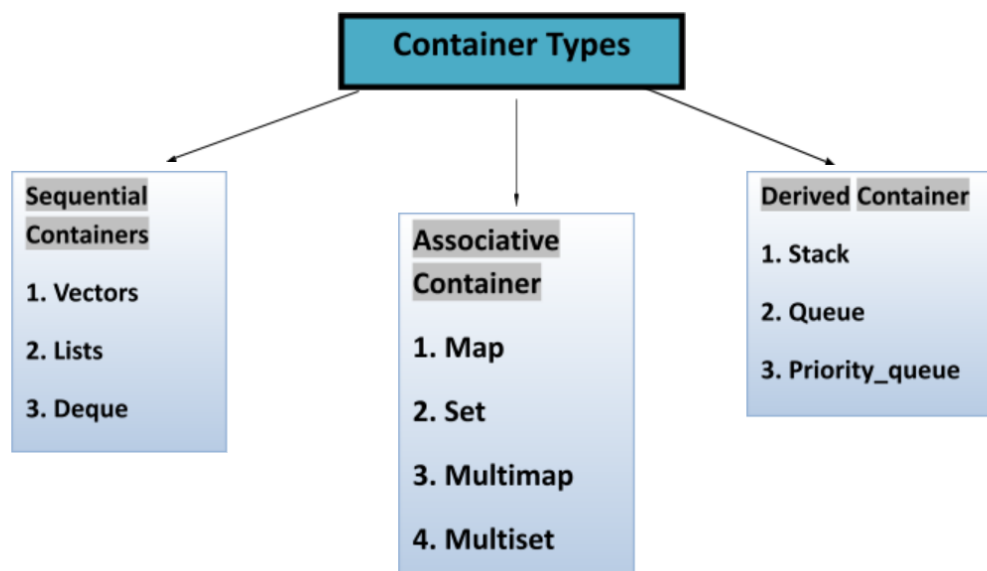 Container Types
Sequential
Containers
1. Vectors
2. Lists
3. Deque
Associative
Container
1. Map
2. Set
3. Multimap
4. Multiset
Derived Container
1. Stack
2. Queue
3. Priority_queue